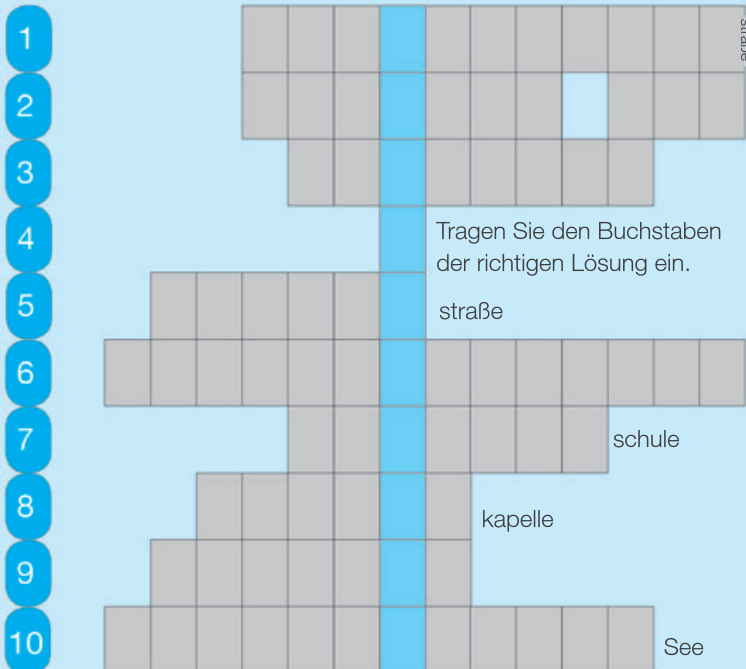 1
straße
2
3
4
Tragen Sie den Buchstaben
der richtigen Lösung ein.
5
straße
6
7
schule
8
kapelle
9
10
See